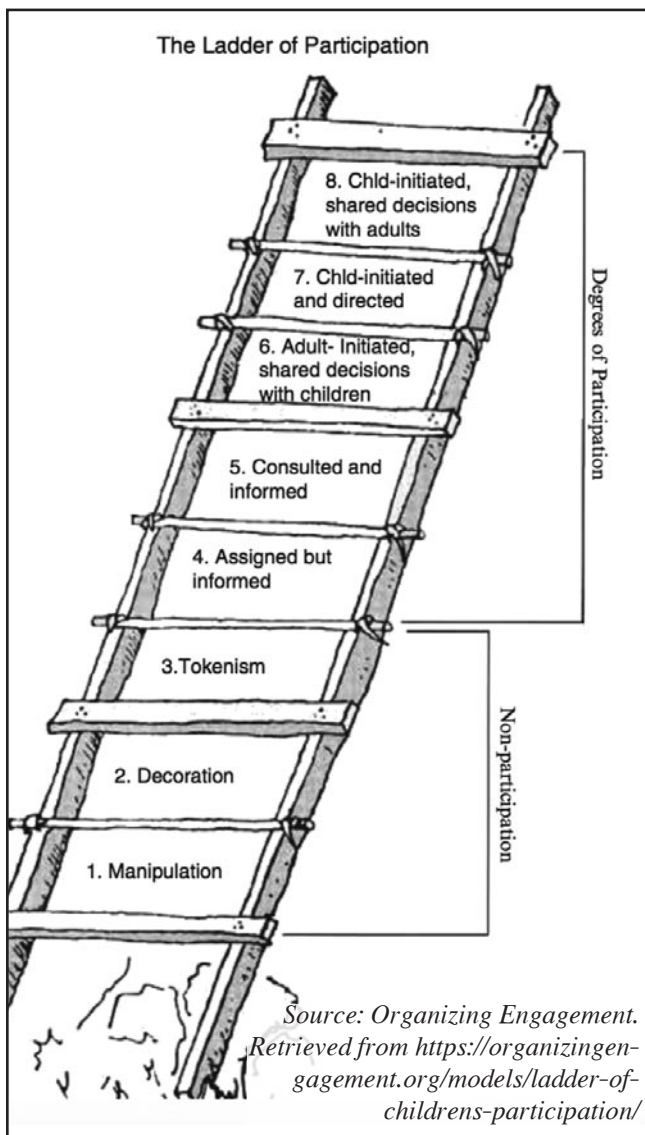 The Ladder of Participation
8. Chld-initiated,
shared decisions
with adults
7. Chld-initiated
and directed
6. Adult- Initiated,
shared decisions
with children
5. Consulted and
informed
4. Assigned but
informed
3.Tokenism
2. Decoration
1. Manipulation
Degrees of Participation
Non-participation
Source: Organizing Engagement.
Retrieved from https://organizingen-
gagement.org/models/ladder-of-
childrens-participation/